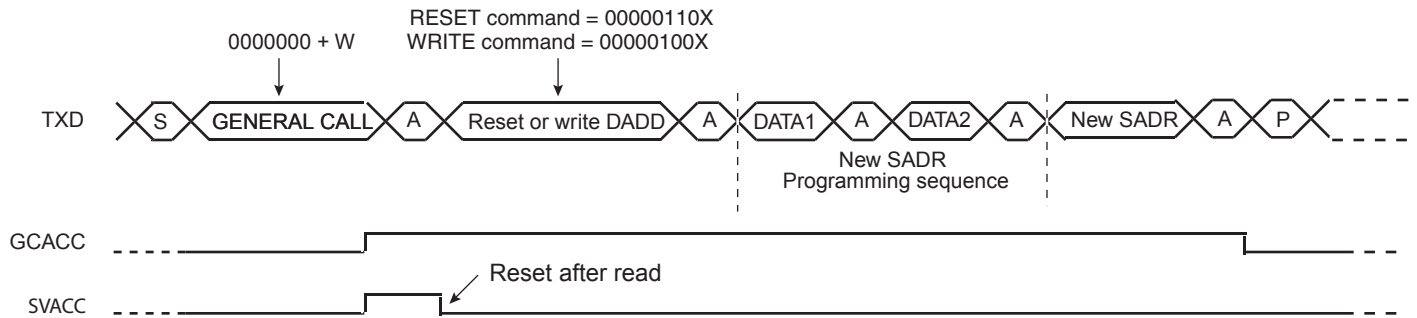 RESET command = 00000110X
0000000 + W
WRITE command = 00000100X
TXD
S
GENERAL CALL
A
Reset or write DADD
A
DATA1
A
DATA2
A
New SADR
A
P
New SADR
Programming sequence
GCACC
Reset after read
SVACC